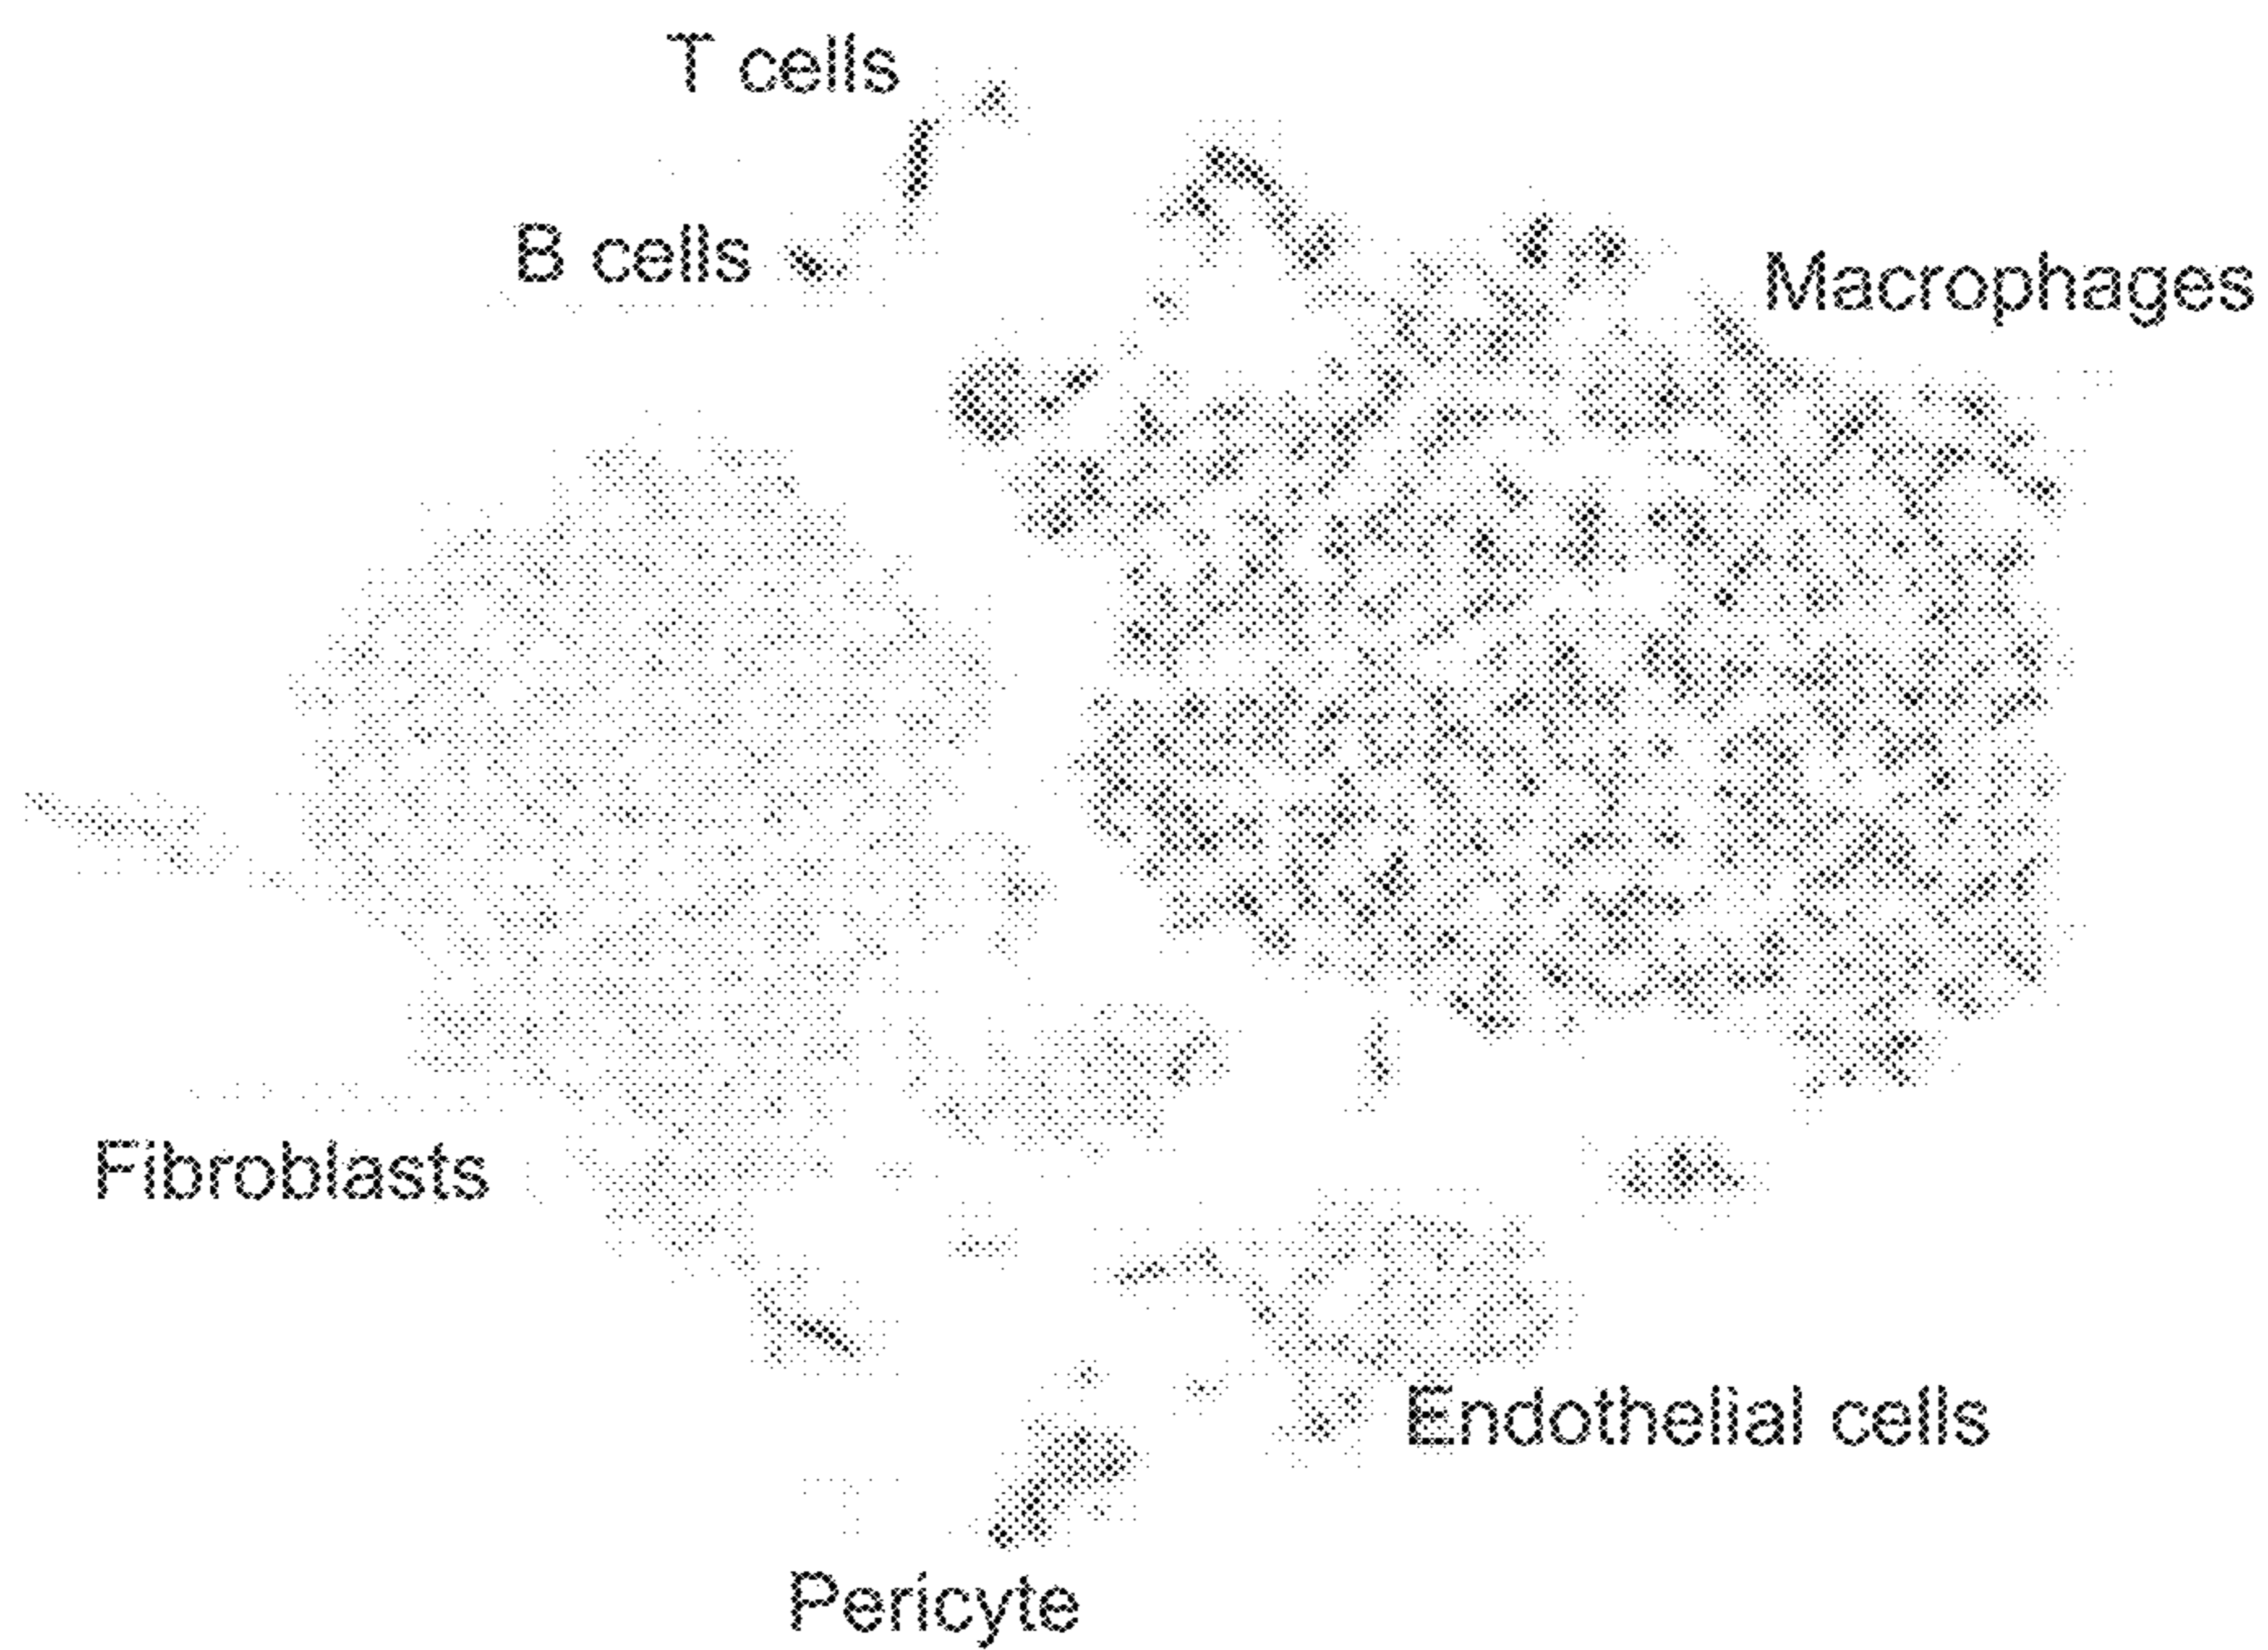 T cells
B cells
Macrophages
Fibroblasts
Endothelial cells
Pericyte